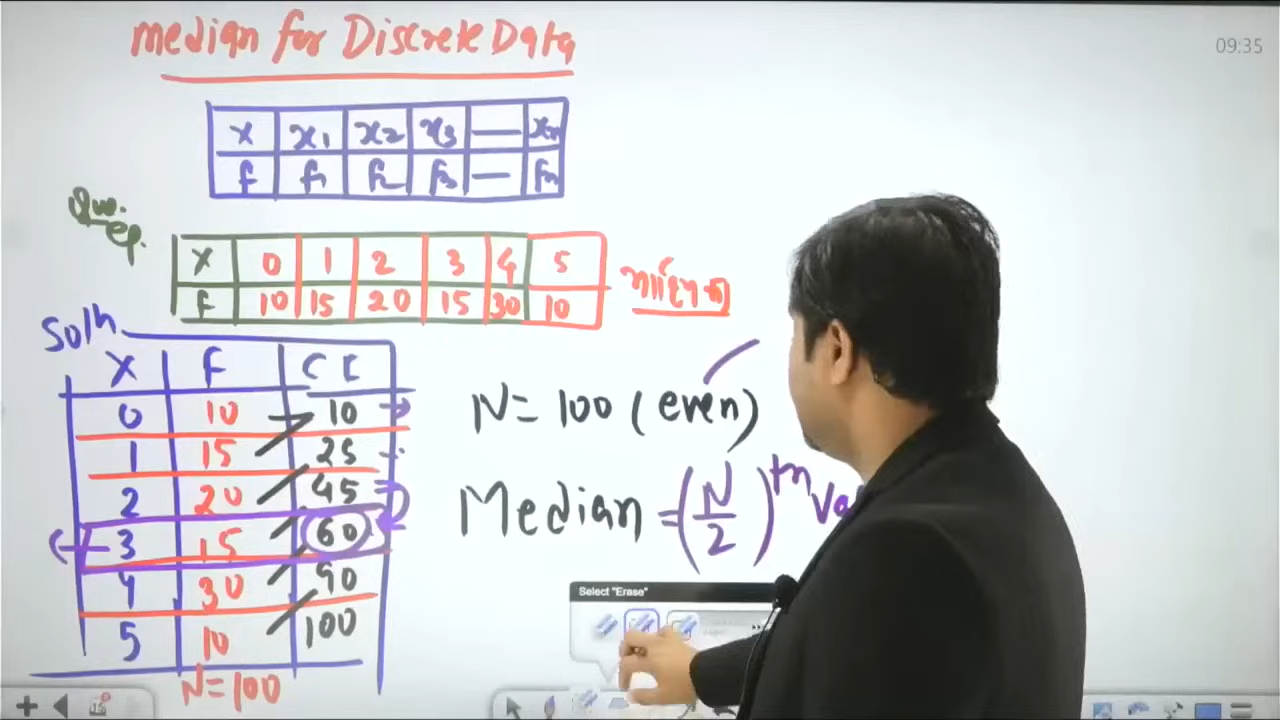 median for Discrete Data
09:35
X x1 x2 x3 — xn
f f1 f2 f3 — fn
X 0 1 2 3 4 5
F 10 15 20 15 30 10
Soln
X F CF
0 10 10
1 15 25
2 20 45
3 15 60
4 30 90
5 10 100
N=100
N=100 (even)
Median = (N/2)th Va
Select "Erase"